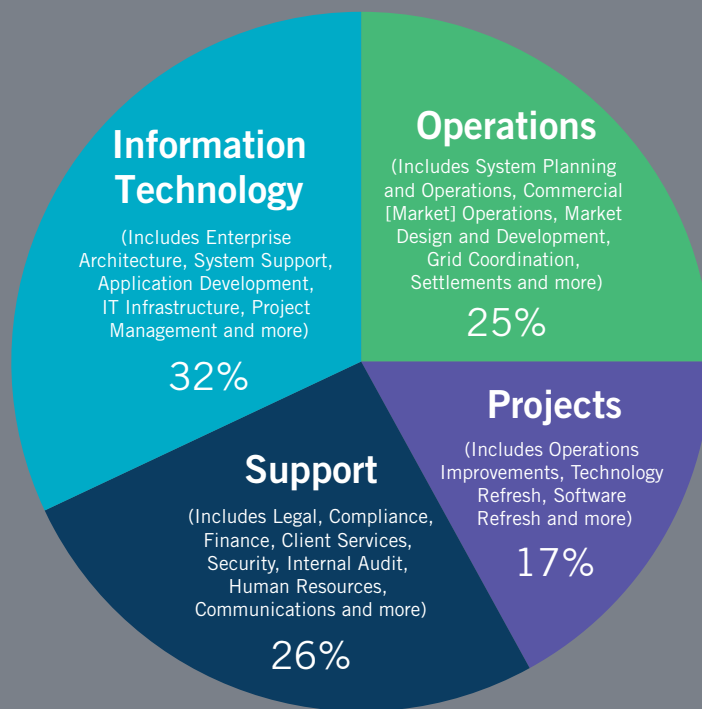 Information
Technology
(Includes Enterprise
Architecture, System Support,
Application Development,
IT Infrastructure, Project
Management and more)
32%
Operations
(Includes System Planning
and Operations, Commercial
[Market] Operations, Market
Design and Development,
Grid Coordination,
Settlements and more)
25%
Support
(Includes Legal, Compliance,
Finance, Client Services,
Security, Internal Audit,
Human Resources,
Communications and more)
26%
Projects
(Includes Operations
Improvements, Technology
Refresh, Software
Refresh and more)
17%